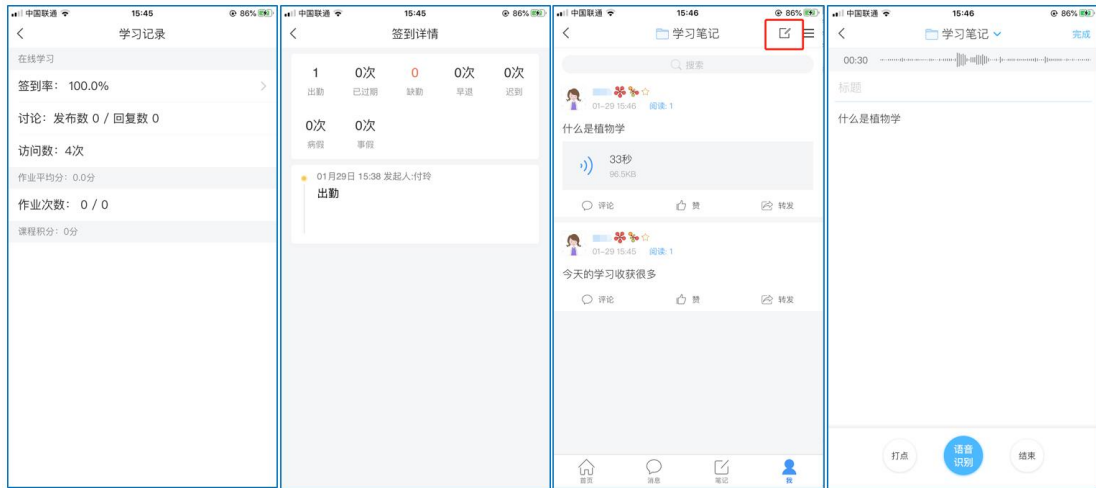 中国联通
15:45
86%
学习记录
在线学习
签到率： 100.0%
讨论：发布数 0 / 回复数 0
访问数：4次
作业平均分：0.0分
作业次数： 0 / 0
课程积分：0分
中国联通
15:45
86%
签到详情
1 0次 0 0次 0次
出勤 已过期 缺勤 早退 迟到
0次 0次
病假 事假
01月29日 15:38 发起人:付玲
出勤
中国联通
15:46
86%
学习笔记
搜索
01-29 15:46 阅读: 1
什么是植物学
33秒
96.5KB
评论 赞 转发
01-29 15:45 阅读: 1
今天的学习收获很多
评论 赞 转发
首页 消息 笔记 我
中国联通
15:46
86%
学习笔记
完成
00:30
标题
什么是植物学
打点
语音
识别
结束